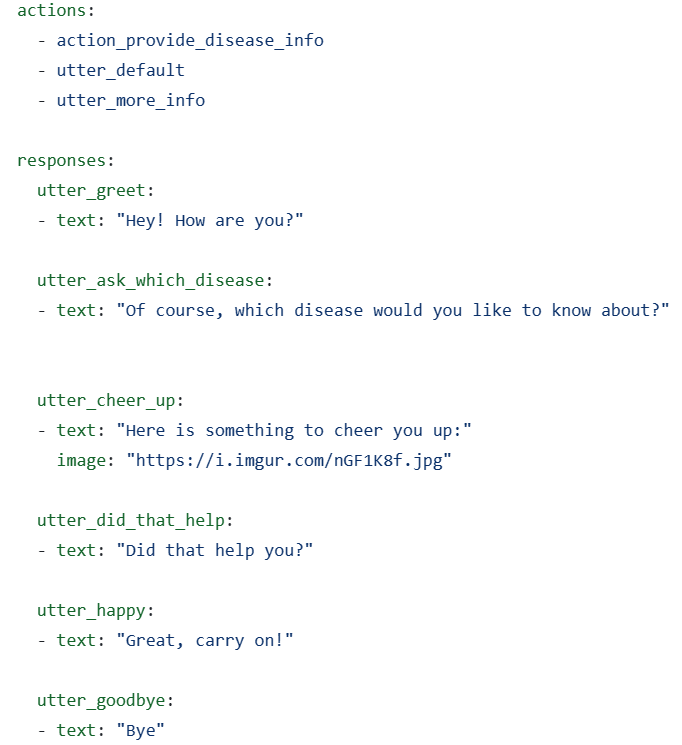 actions:
  - action_provide_disease_info
  - utter_default
  - utter_more_info
responses:
  utter_greet:
  - text: "Hey! How are you?"
  utter_ask_which_disease:
  - text: "Of course, which disease would you like to know about?"
  utter_cheer_up:
  - text: "Here is something to cheer you up:"
    image: "https://i.imgur.com/nGF1K8f.jpg"
  utter_did_that_help:
  - text: "Did that help you?"
  utter_happy:
  - text: "Great, carry on!"
  utter_goodbye:
  - text: "Bye"